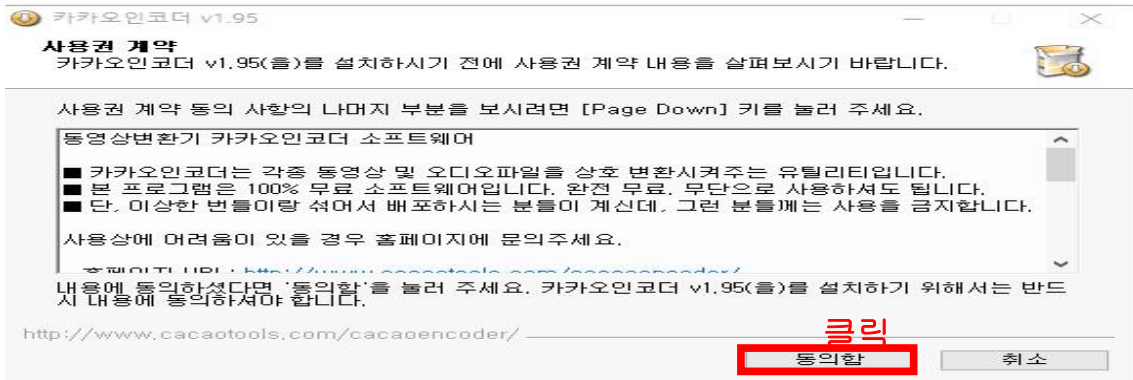 카카오인코더 v1.95
사용권 계약
카카오인코더 v1.95(을)를 설치하시기 전에 사용권 계약 내용을 살펴보시기 바랍니다.
사용권 계약 동의 사항의 나머지 부분을 보시려면 [Page Down] 키를 눌러 주세요.
동영상변환기 카카오인코더 소프트웨어
■ 카카오인코더는 각종 동영상 및 오디오파일을 상호 변환시켜주는 유틸리티입니다.
■ 본 프로그램은 100% 무료 소프트웨어입니다. 완전 무료. 무단으로 사용하셔도 됩니다.
■ 단, 이상한 번들이랑 섞어서 배포하시는 분들이 계신데, 그런 분들께는 사용을 금지합니다.
사용상에 어려움이 있을 경우 홈페이지에 문의주세요.
홈페이지 URL : http://www.cacaotools.com/cacaoencoder/
내용에 동의하셨다면 '동의함'을 눌러 주세요. 카카오인코더 v1.95(을)를 설치하기 위해서는 반드
시 내용에 동의하셔야 합니다.
http://www.cacaotools.com/cacaoencoder/
클릭
동의함 취소